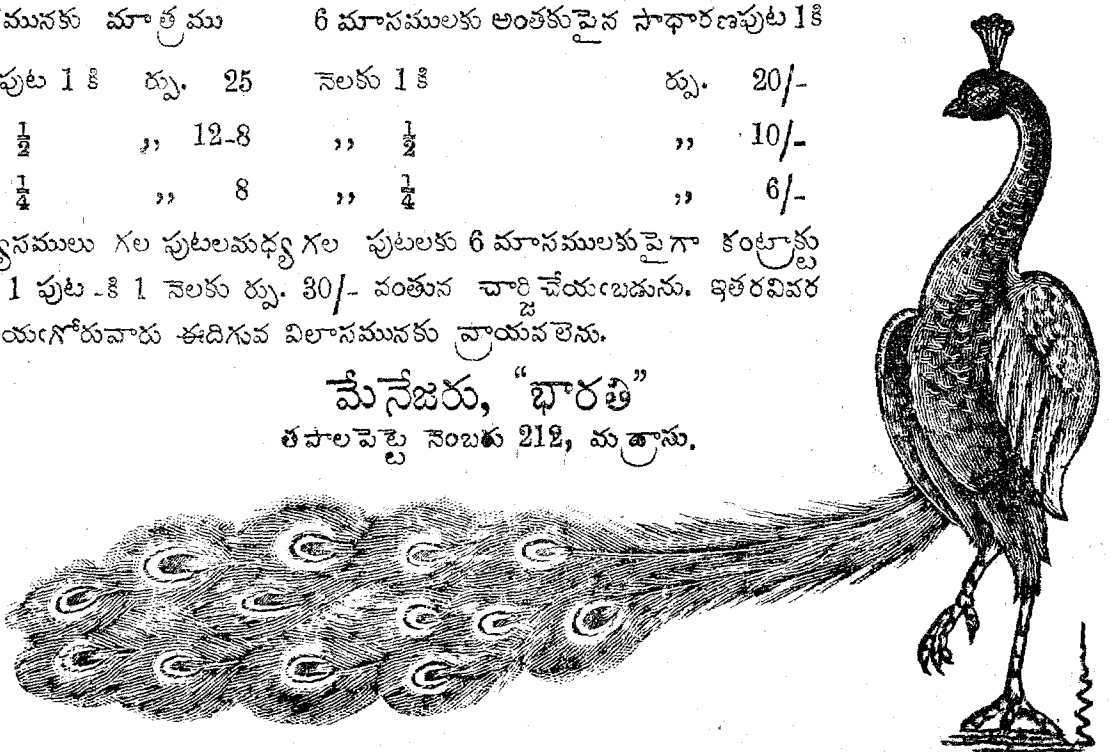 మునకు మాత్రము 6 మాసములకు అంతకుపైన సాధారణపుట 1కి
పుట 1 కి ర్పు. 25 నెలకు 1 కి ర్పు. 20/-
½ ,, 12-8 ,, ½ ,, 10/-
¼ ,, 8 ,, ¼ ,, 6/-
గల పుటలమధ్య గల పుటలకు 6 మాసములకుపైగా కంట్రాక్టు
1 పుట -కి 1 నెలకు ర్పు. 30/- వంతున చార్జి చేయఁబడును. ఇతరవివర
యఁగోరువారు ఈదిగువ విలాసమునకు వ్రాయవలెను.
మేనేజరు, “భారతి”
తపాలపెట్టె నెంబరు 212, మద్రాసు.